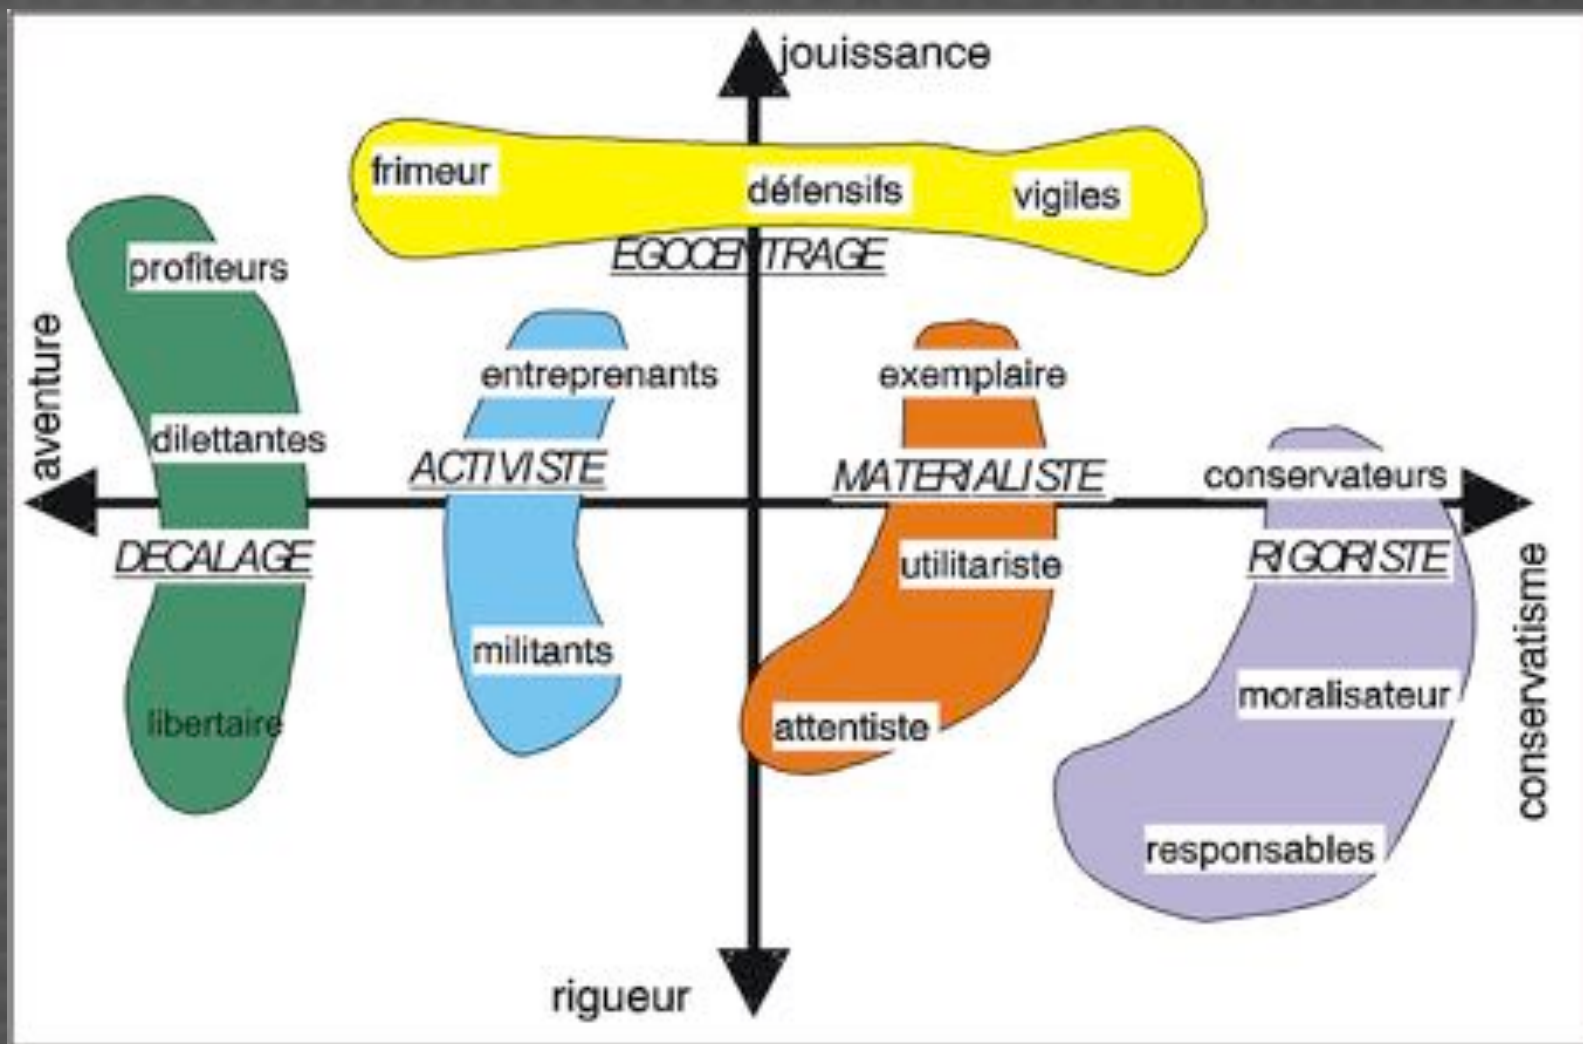 jouissance
frimeur
défensifs
vigiles
EGOCENTRAGE
profiteurs
aventure
entreprenants
exemplaire
dilettantes
ACTIVISTE
MATERIALISTE
conservateurs
DECALAGE
utilitariste
RIGORISTE
conservatisme
militants
moralisateur
libertaire
attentiste
responsables
rigueur